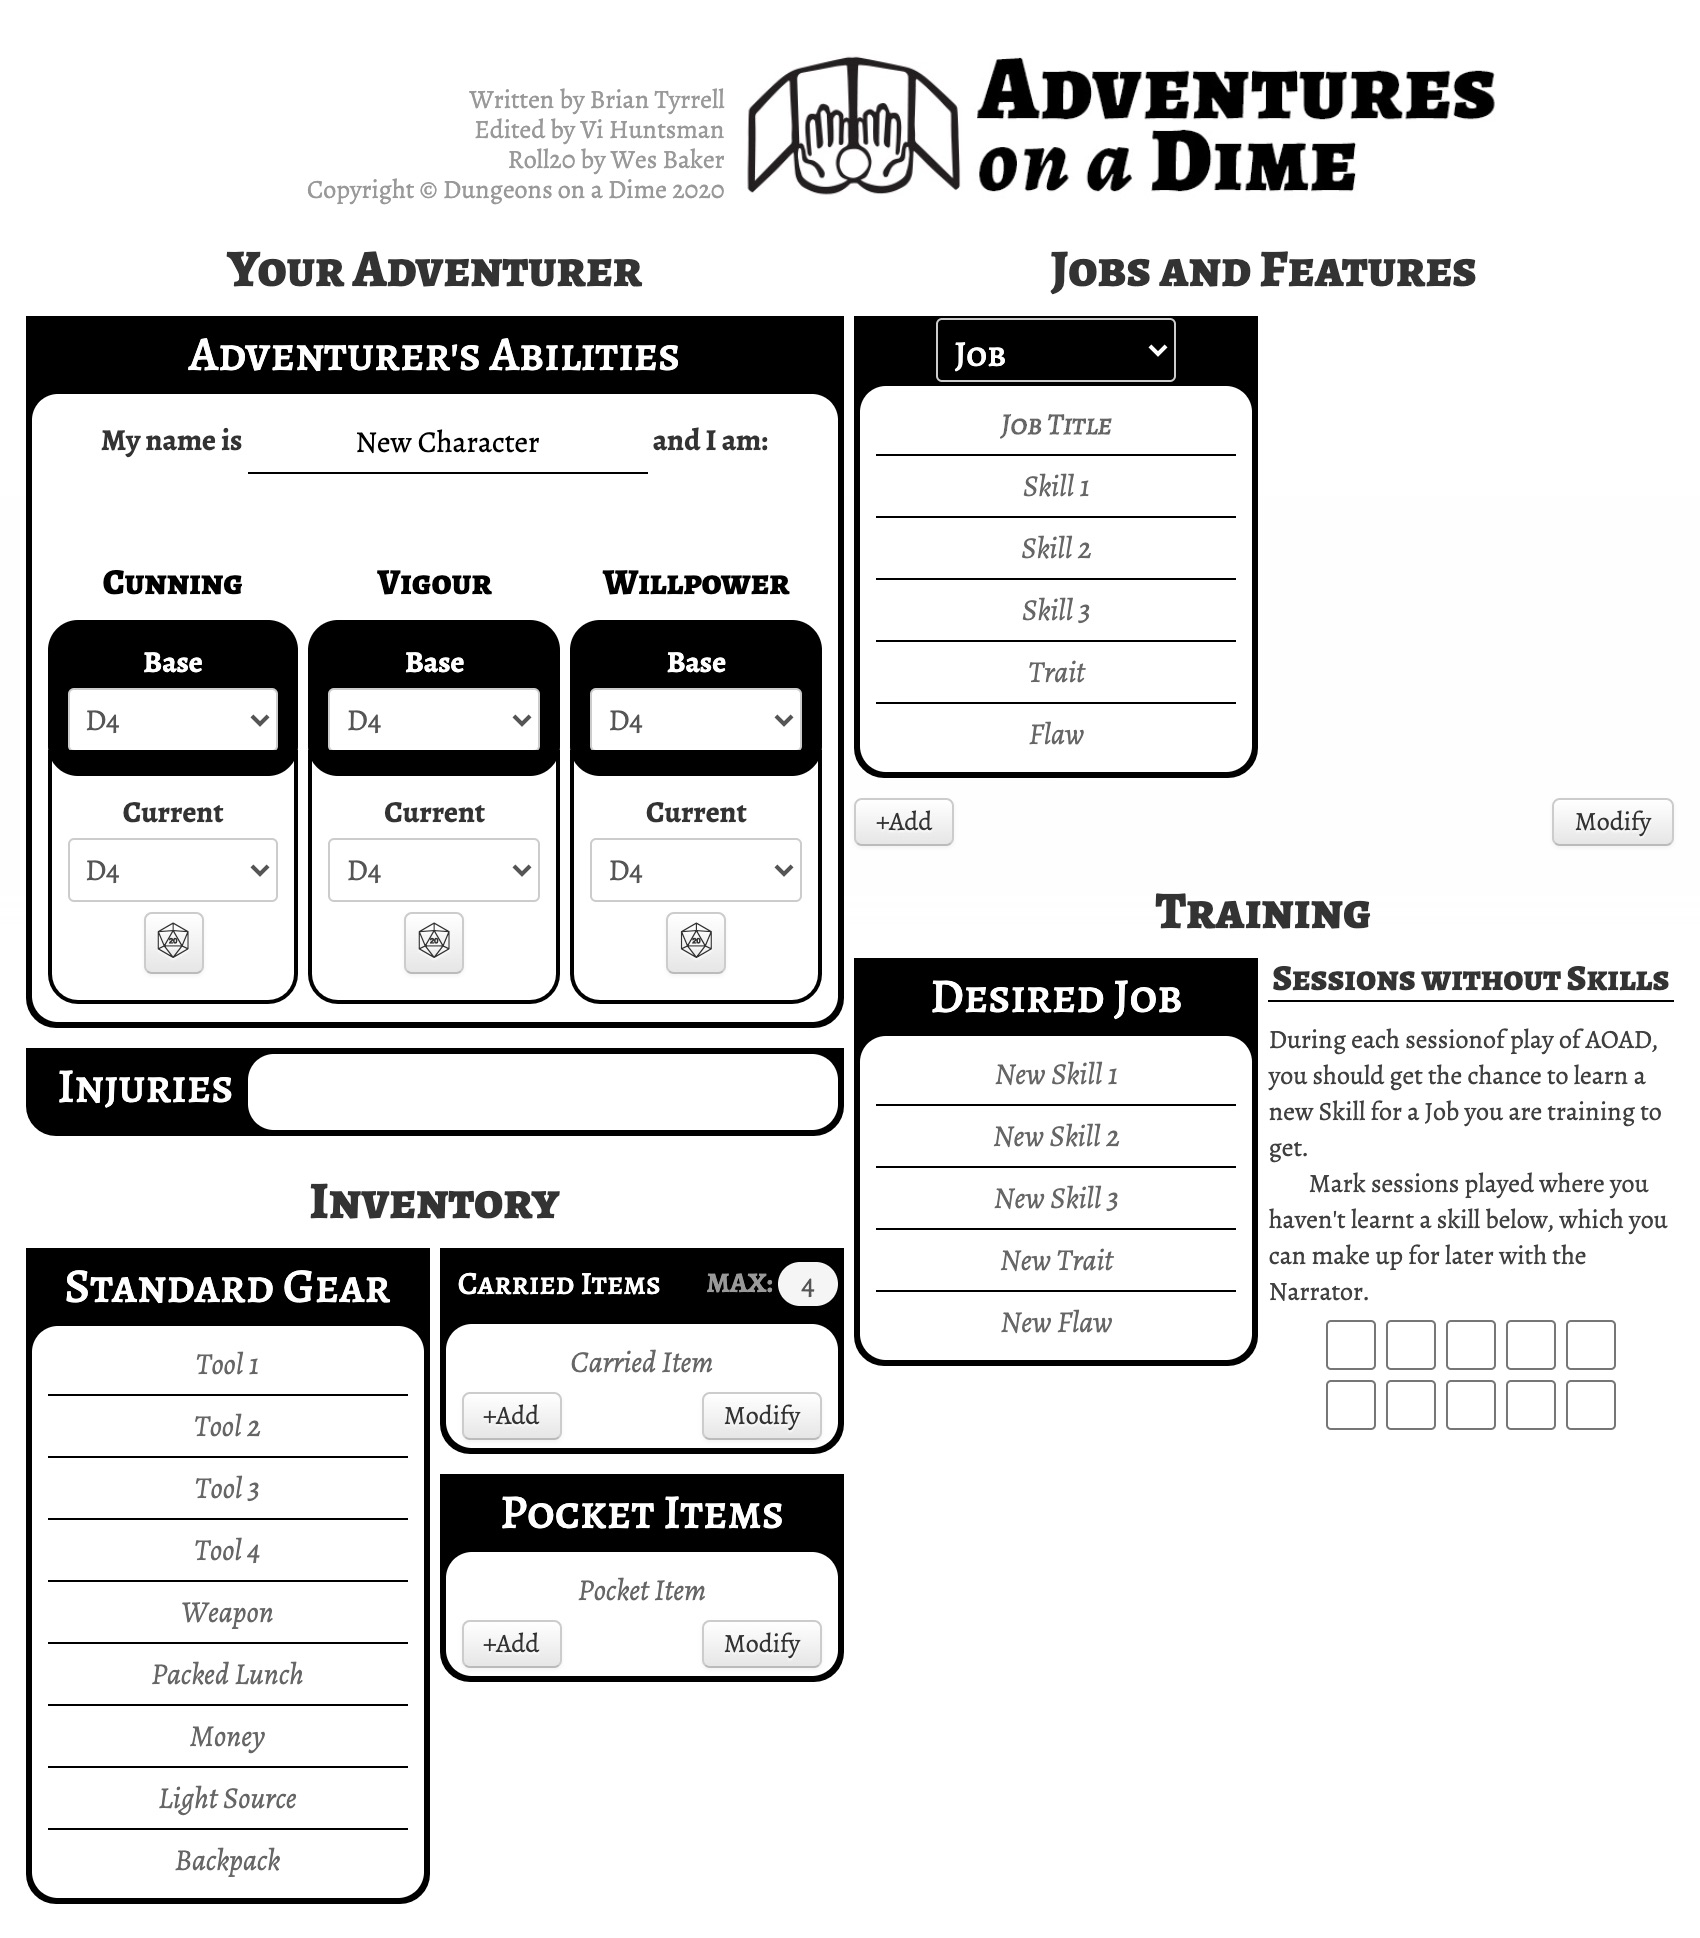 Written by Brian Tyrrell
Edited by Vi Huntsman
Roll20 by Wes Baker
Copyright © Dungeons on a Dime 2020
Adventures
on a Dime
Your Adventurer
Adventurer's Abilities
My name is New Character and I am:
Cunning Vigour Willpower
Base Base Base
D4 D4 D4
Current Current Current
D4 D4 D4
20 20 20
Injuries
Inventory
Standard Gear
Tool 1
Tool 2
Tool 3
Tool 4
Weapon
Packed Lunch
Money
Light Source
Backpack
Carried Items MAX: 4
Carried Item
+Add Modify
Pocket Items
Pocket Item
+Add Modify
Jobs and Features
Job
Job Title
Skill 1
Skill 2
Skill 3
Trait
Flaw
+Add Modify
Training
Desired Job
New Skill 1
New Skill 2
New Skill 3
New Trait
New Flaw
Sessions without Skills
During each sessionof play of AOAD,
you should get the chance to learn a
new Skill for a Job you are training to
get.
Mark sessions played where you
haven't learnt a skill below, which you
can make up for later with the
Narrator.